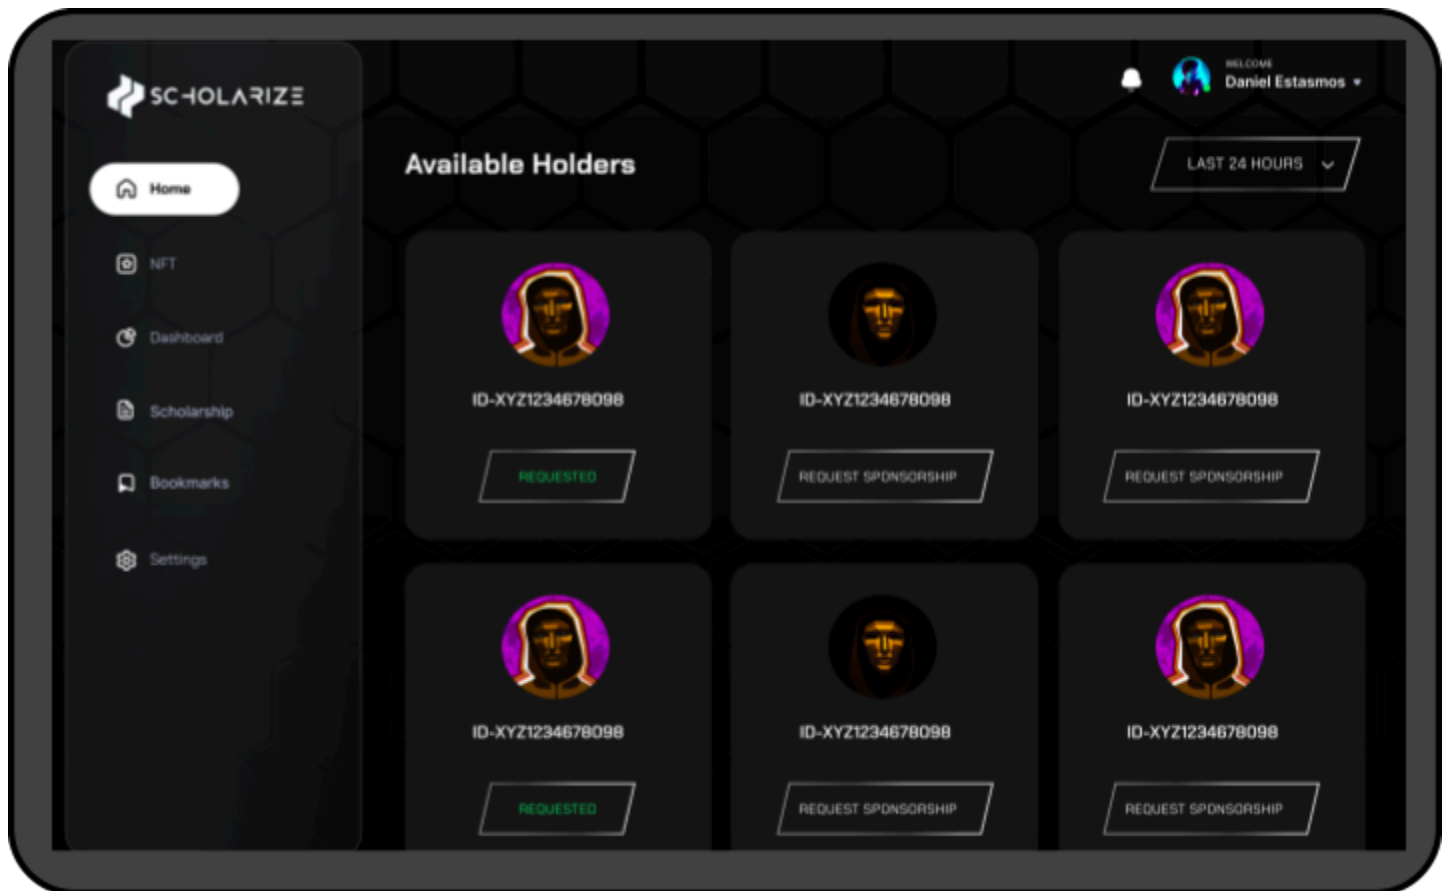 SCHOLARIZE
WELCOME
Daniel Estasmos
Home
NFT
Dashboard
Scholarship
Bookmarks
Settings
Available Holders
LAST 24 HOURS
ID-XYZ1234678098
ID-XYZ1234678098
ID-XYZ1234678098
REQUESTED
REQUEST SPONSORSHIP
REQUEST SPONSORSHIP
ID-XYZ1234678098
ID-XYZ1234678098
ID-XYZ1234678098
REQUESTED
REQUEST SPONSORSHIP
REQUEST SPONSORSHIP